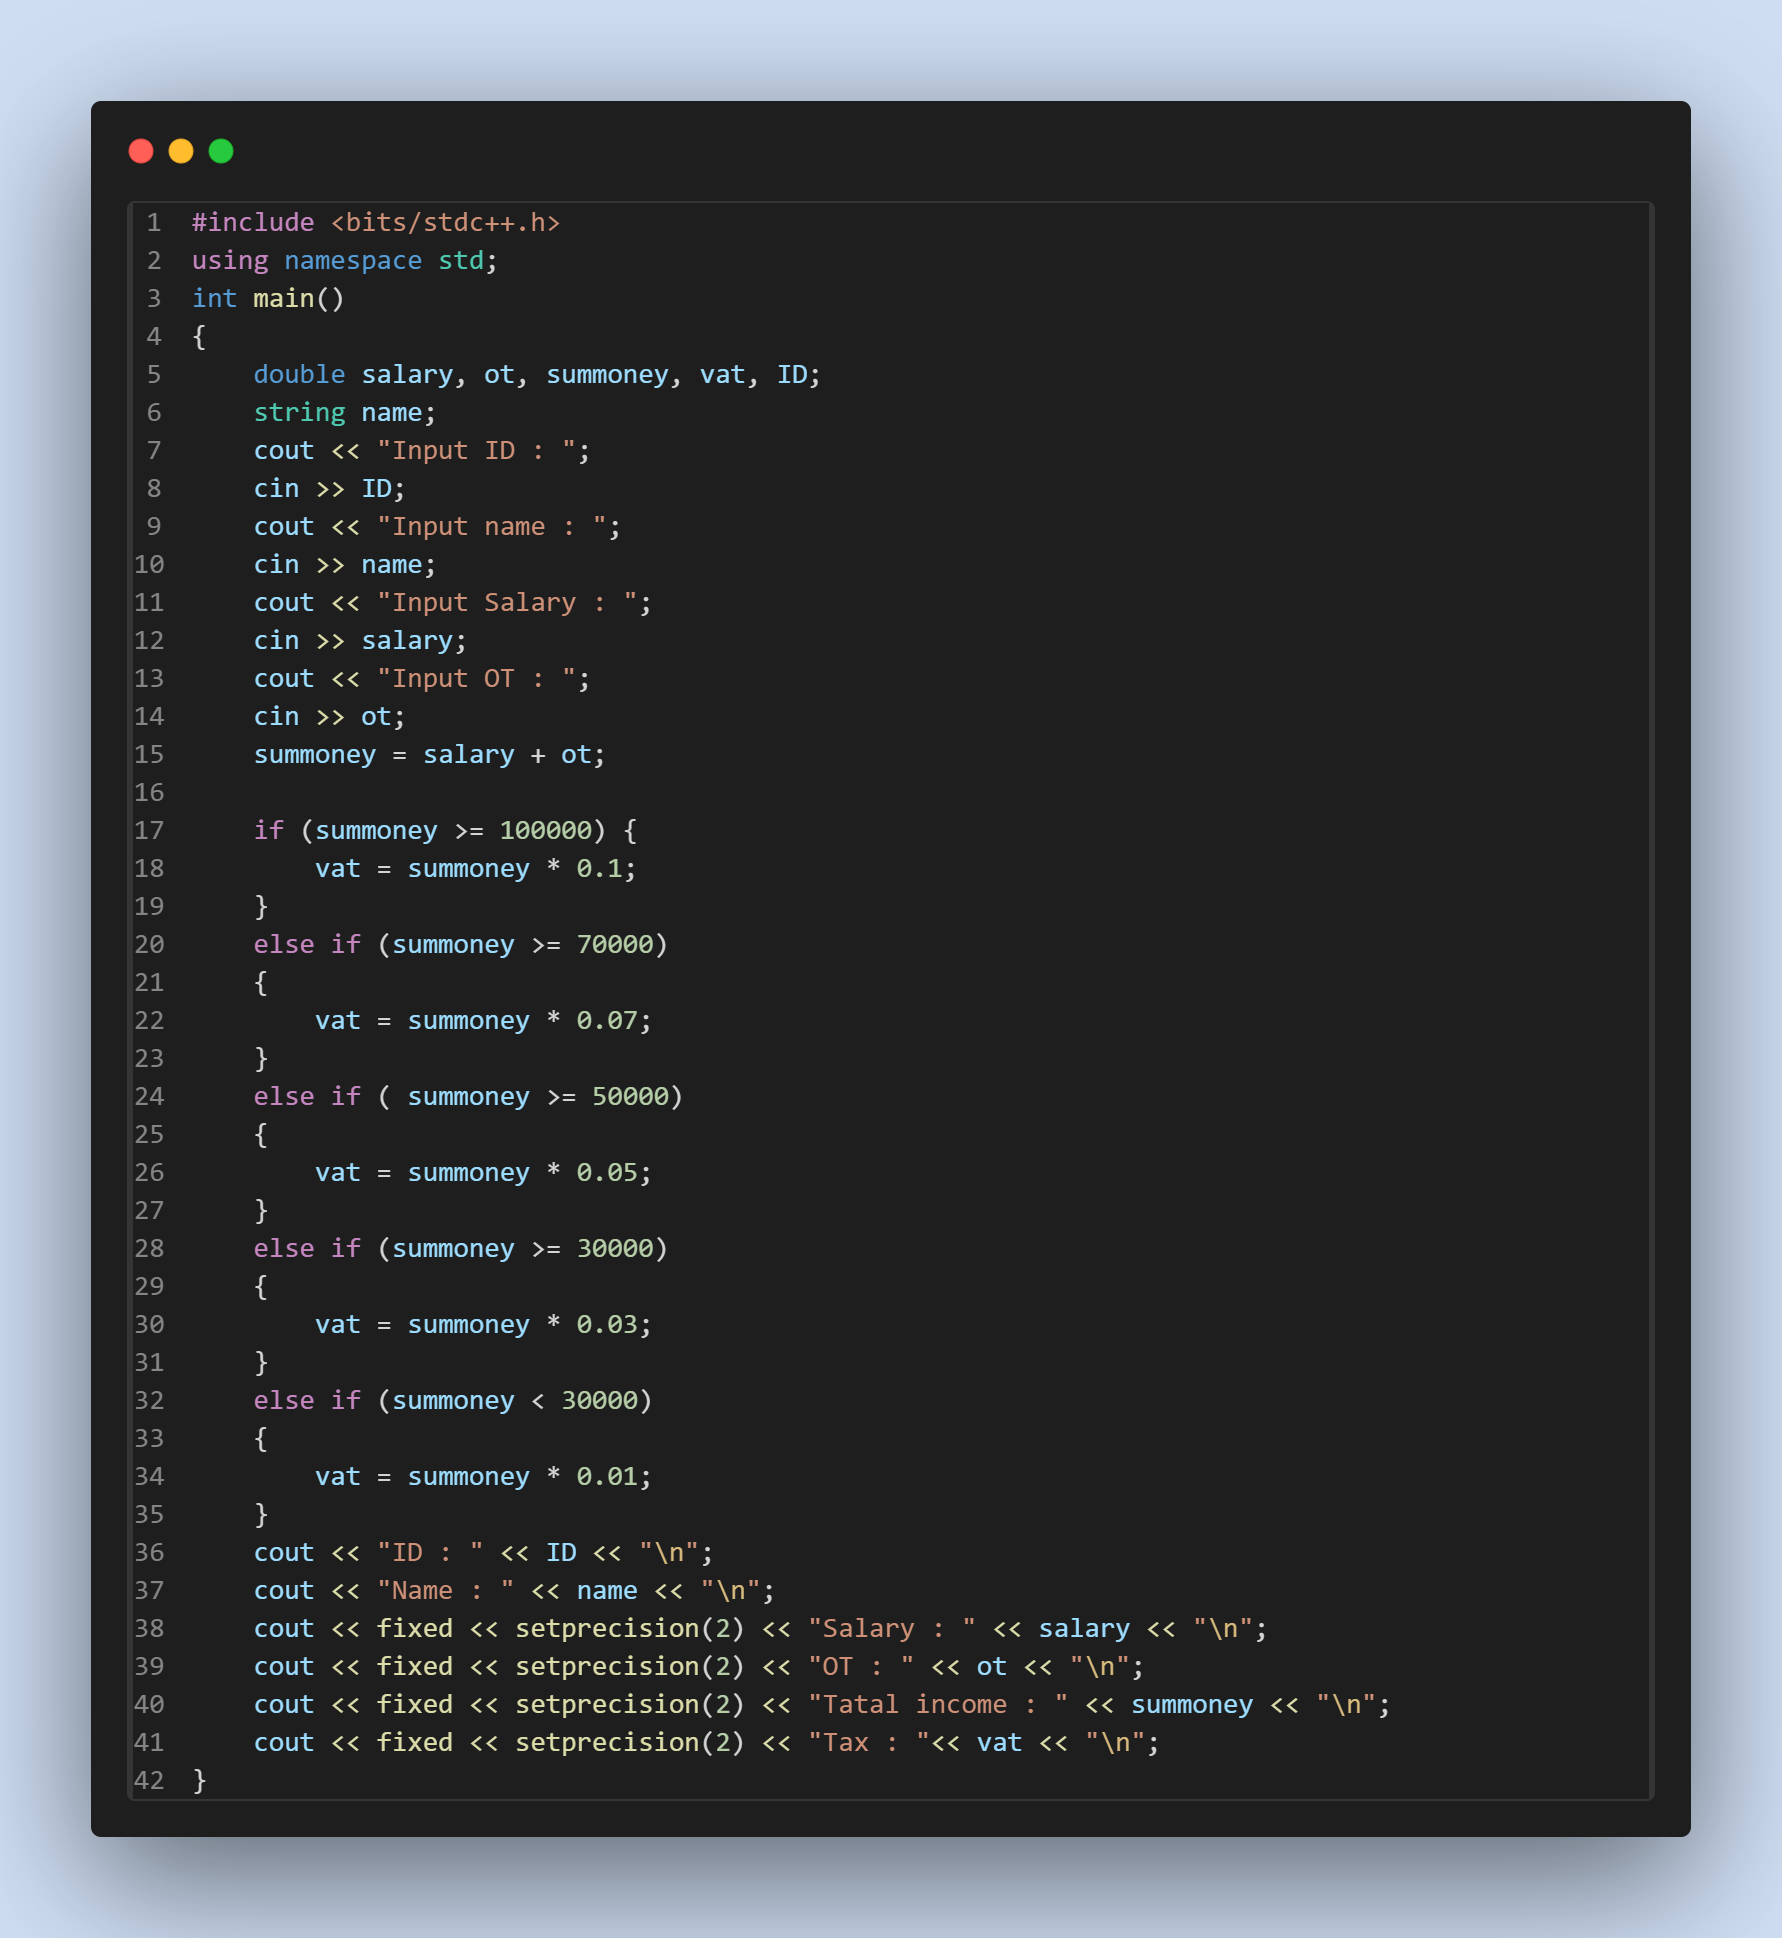 1 #include <bits/stdc++.h>
2 using namespace std;
3 int main()
4 {
5     double salary, ot, summoney, vat, ID;
6     string name;
7     cout << "Input ID : ";
8     cin >> ID;
9     cout << "Input name : ";
10     cin >> name;
11     cout << "Input Salary : ";
12     cin >> salary;
13     cout << "Input OT : ";
14     cin >> ot;
15     summoney = salary + ot;
16
17     if (summoney >= 100000) {
18         vat = summoney * 0.1;
19     }
20     else if (summoney >= 70000)
21     {
22         vat = summoney * 0.07;
23     }
24     else if ( summoney >= 50000)
25     {
26         vat = summoney * 0.05;
27     }
28     else if (summoney >= 30000)
29     {
30         vat = summoney * 0.03;
31     }
32     else if (summoney < 30000)
33     {
34         vat = summoney * 0.01;
35     }
36     cout << "ID : " << ID << "\n";
37     cout << "Name : " << name << "\n";
38     cout << fixed << setprecision(2) << "Salary : " << salary << "\n";
39     cout << fixed << setprecision(2) << "OT : " << ot << "\n";
40     cout << fixed << setprecision(2) << "Tatal income : " << summoney << "\n";
41     cout << fixed << setprecision(2) << "Tax : "<< vat << "\n";
42 }